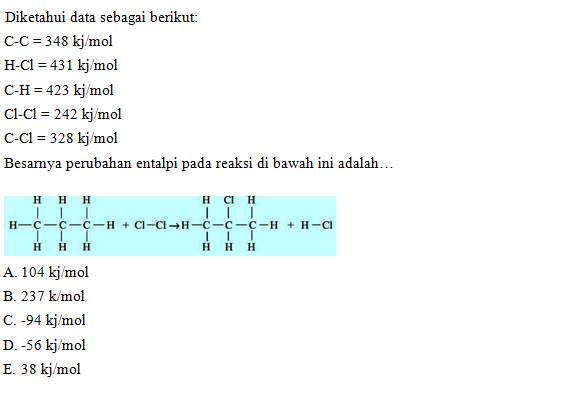 Diketahui data sebagai berikut:
C-C = 348 kj/mol
H-Cl = 431 kj/mol
C-H = 423 kj/mol
Cl-Cl = 242 kj/mol
C-Cl = 328 kj/mol
Besarnya perubahan entalpi pada reaksi di bawah ini adalah…
H H H H Cl H
H—C—C—C—H + Cl—Cl→H—C—C—C—H + H—Cl
H H H H H H
A. 104 kj/mol
B. 237 k/mol
C. -94 kj/mol
D. -56 kj/mol
E. 38 kj/mol